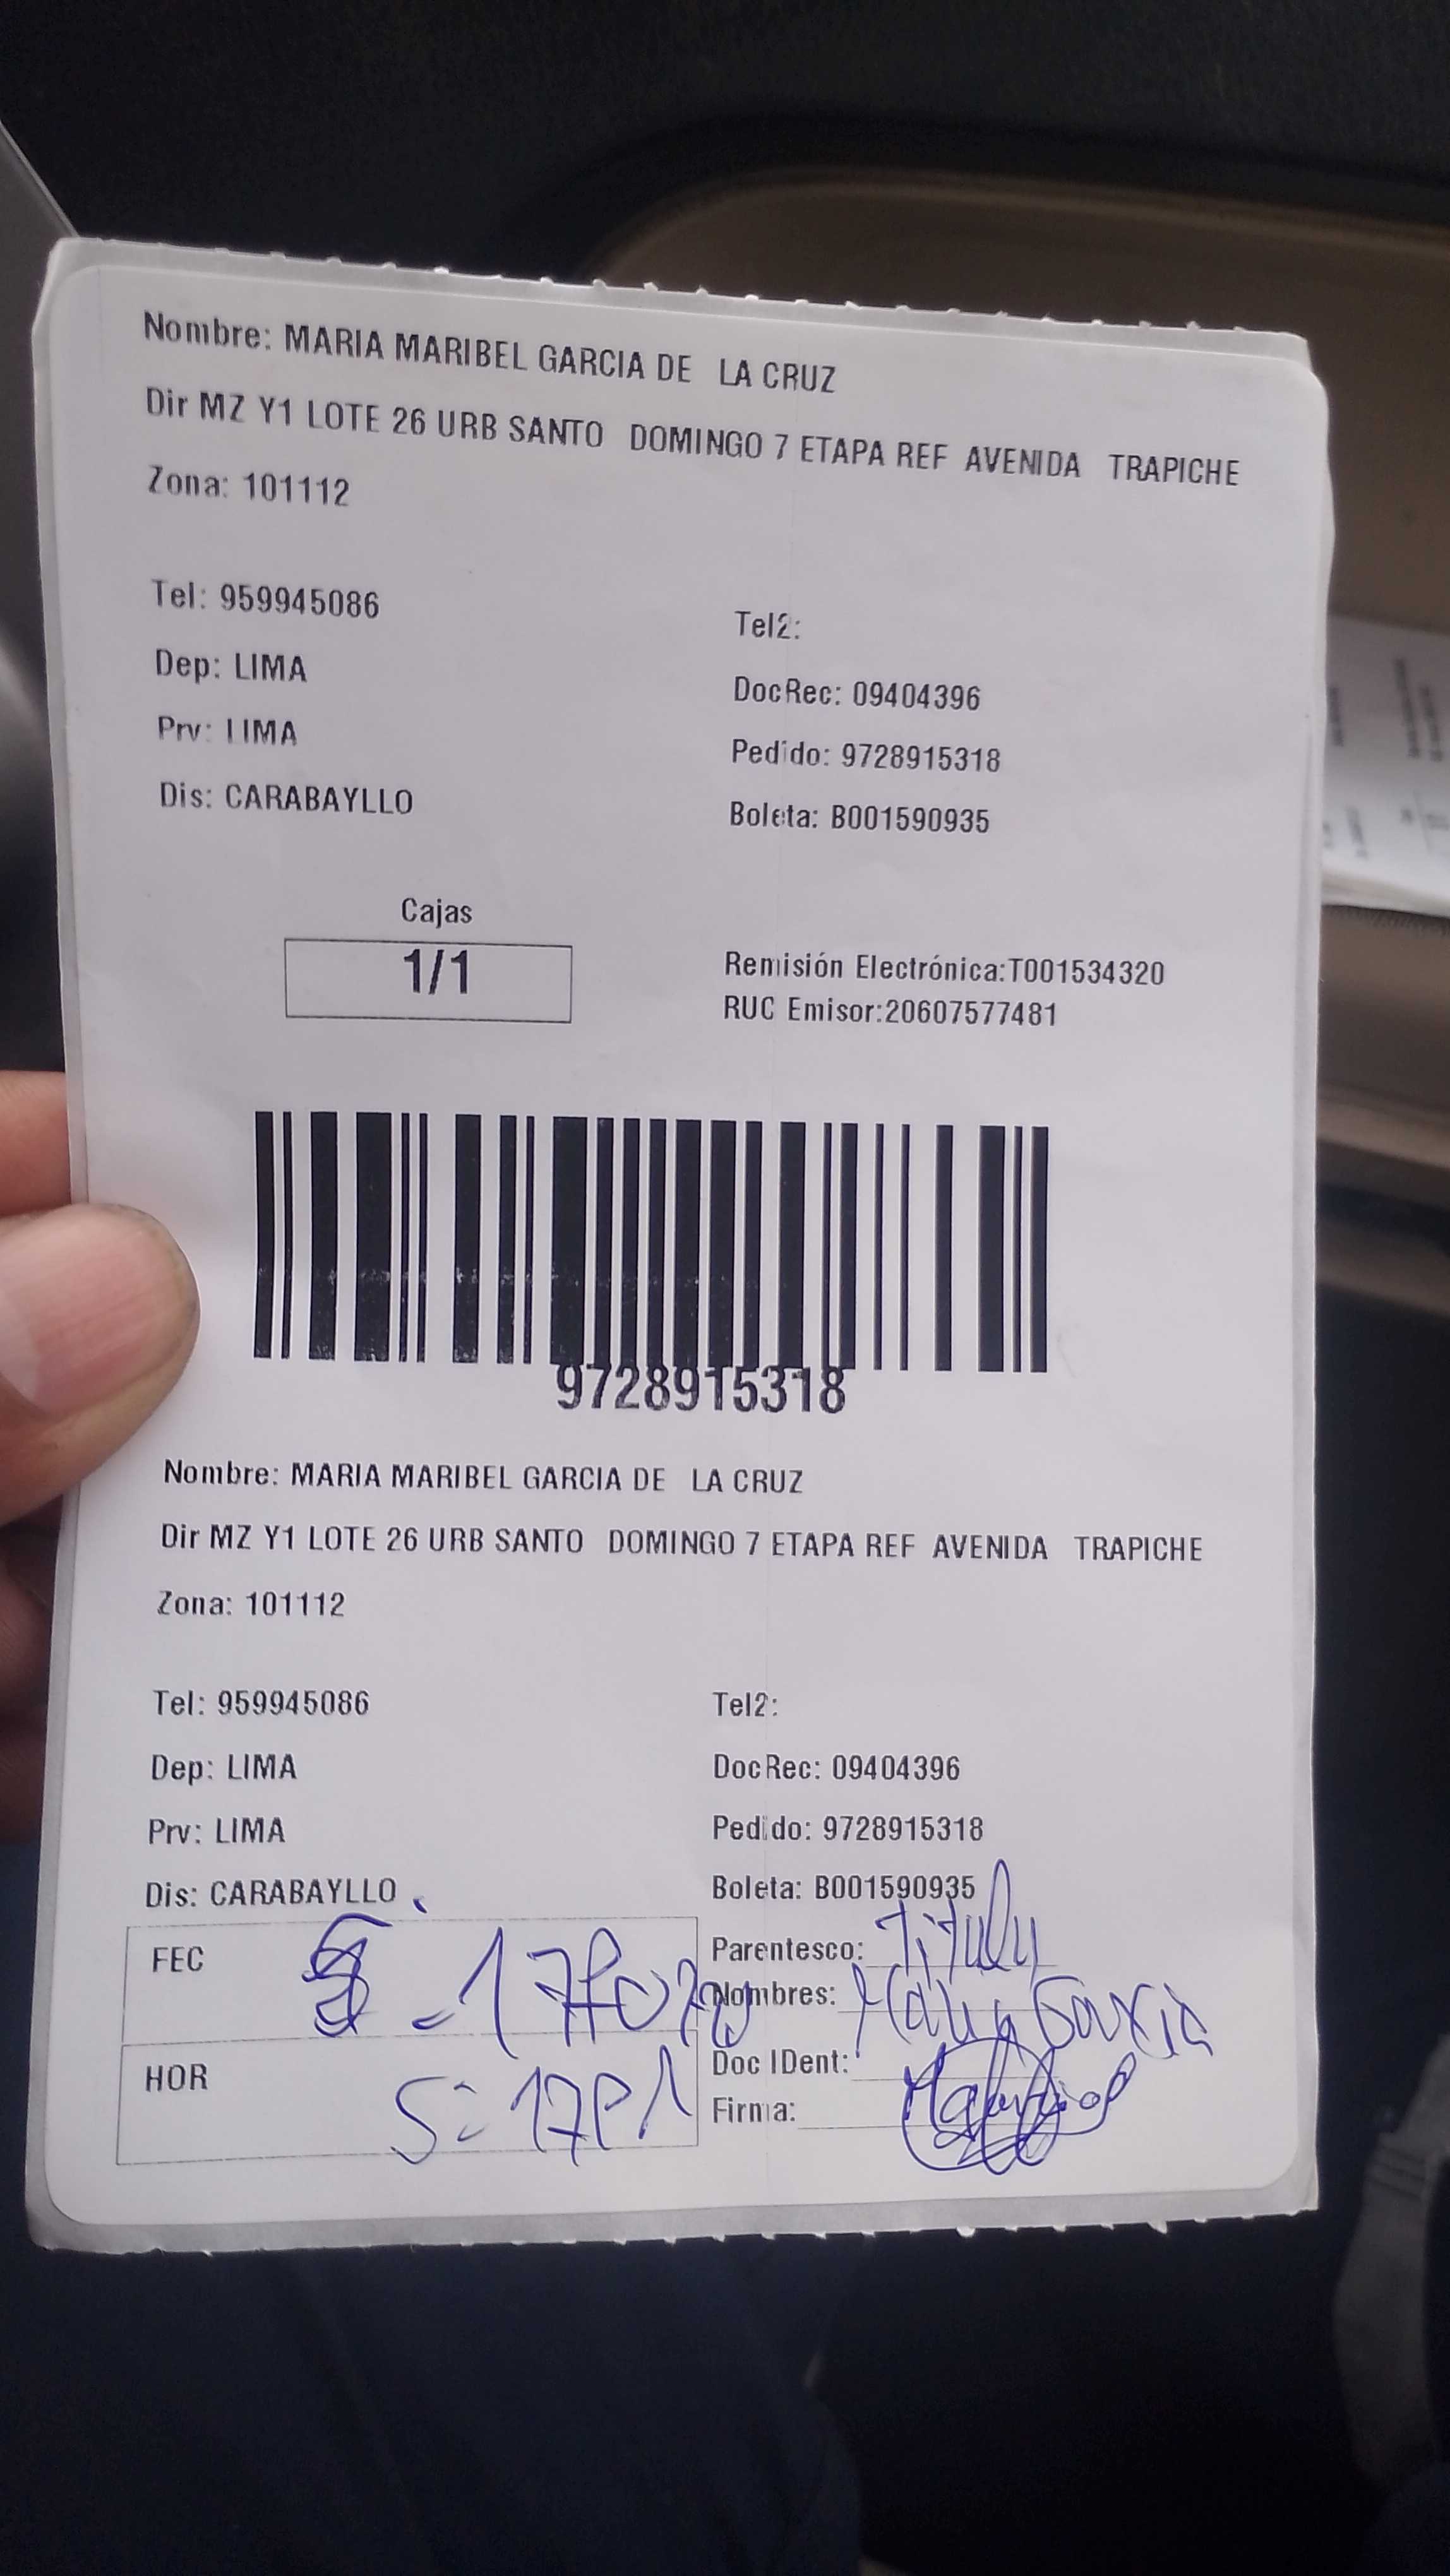 Nombre: MARIA MARIBEL GARCIA DE LA CRUZ
Dir MZ Y1 LOTE 26 URB SANTO DOMINGO 7 ETAPA REF AVENIDA TRAPICHE
Zona: 101112
Tel: 959945086
Tel2:
Dep: LIMA
DocRec: 09404396
Prv: LIMA
Pedido: 9728915318
Dis: CARABAYLLO
Boleta: B001590935
Cajas
1/1
Remisión Electrónica:T001534320
RUC Emisor:20607577481
9728915318
Nombre: MARIA MARIBEL GARCIA DE LA CRUZ
Dir MZ Y1 LOTE 26 URB SANTO DOMINGO 7 ETAPA REF AVENIDA TRAPICHE
Zona: 101112
Tel: 959945086
Tel2:
Dep: LIMA
DocRec: 09404396
Prv: LIMA
Pedido: 9728915318
Dis: CARABAYLLO
Boleta: B001590935
FEC
Parentesco:
Nombres: Maria Garcia
HOR
Doc IDent:
Firma: